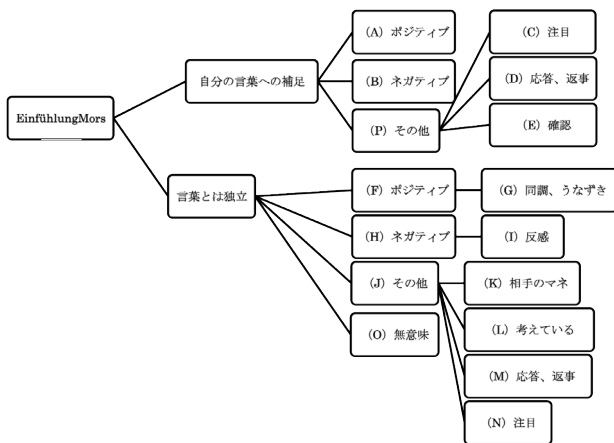 EinfühlungMors
自分の言葉への補足
(A) ポジティブ
(B) ネガティブ
(P) その他
(C) 注目
(D) 応答、返事
(E) 確認
言葉とは独立
(F) ポジティブ
(G) 同調、うなずき
(H) ネガティブ
(I) 反感
(J) その他
(K) 相手のマネ
(L) 考えている
(M) 応答、返事
(N) 注目
(O) 無意味